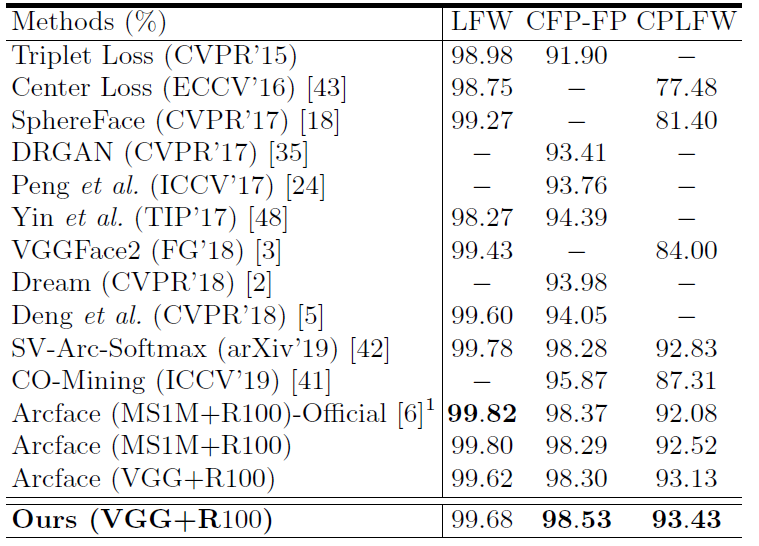 Methods (%) LFW CFP-FP CPLFW
Triplet Loss (CVPR'15) 98.98 91.90 −
Center Loss (ECCV'16) [43] 98.75 − 77.48
SphereFace (CVPR'17) [18] 99.27 − 81.40
DRGAN (CVPR'17) [35] − 93.41 −
Peng et al. (ICCV'17) [24] − 93.76 −
Yin et al. (TIP'17) [48] 98.27 94.39 −
VGGFace2 (FG'18) [3] 99.43 − 84.00
Dream (CVPR'18) [2] − 93.98 −
Deng et al. (CVPR'18) [5] 99.60 94.05 −
SV-Arc-Softmax (arXiv'19) [42] 99.78 98.28 92.83
CO-Mining (ICCV'19) [41] − 95.87 87.31
Arcface (MS1M+R100)-Official [6]¹ 99.82 98.37 92.08
Arcface (MS1M+R100) 99.80 98.29 92.52
Arcface (VGG+R100) 99.62 98.30 93.13
Ours (VGG+R100) 99.68 98.53 93.43